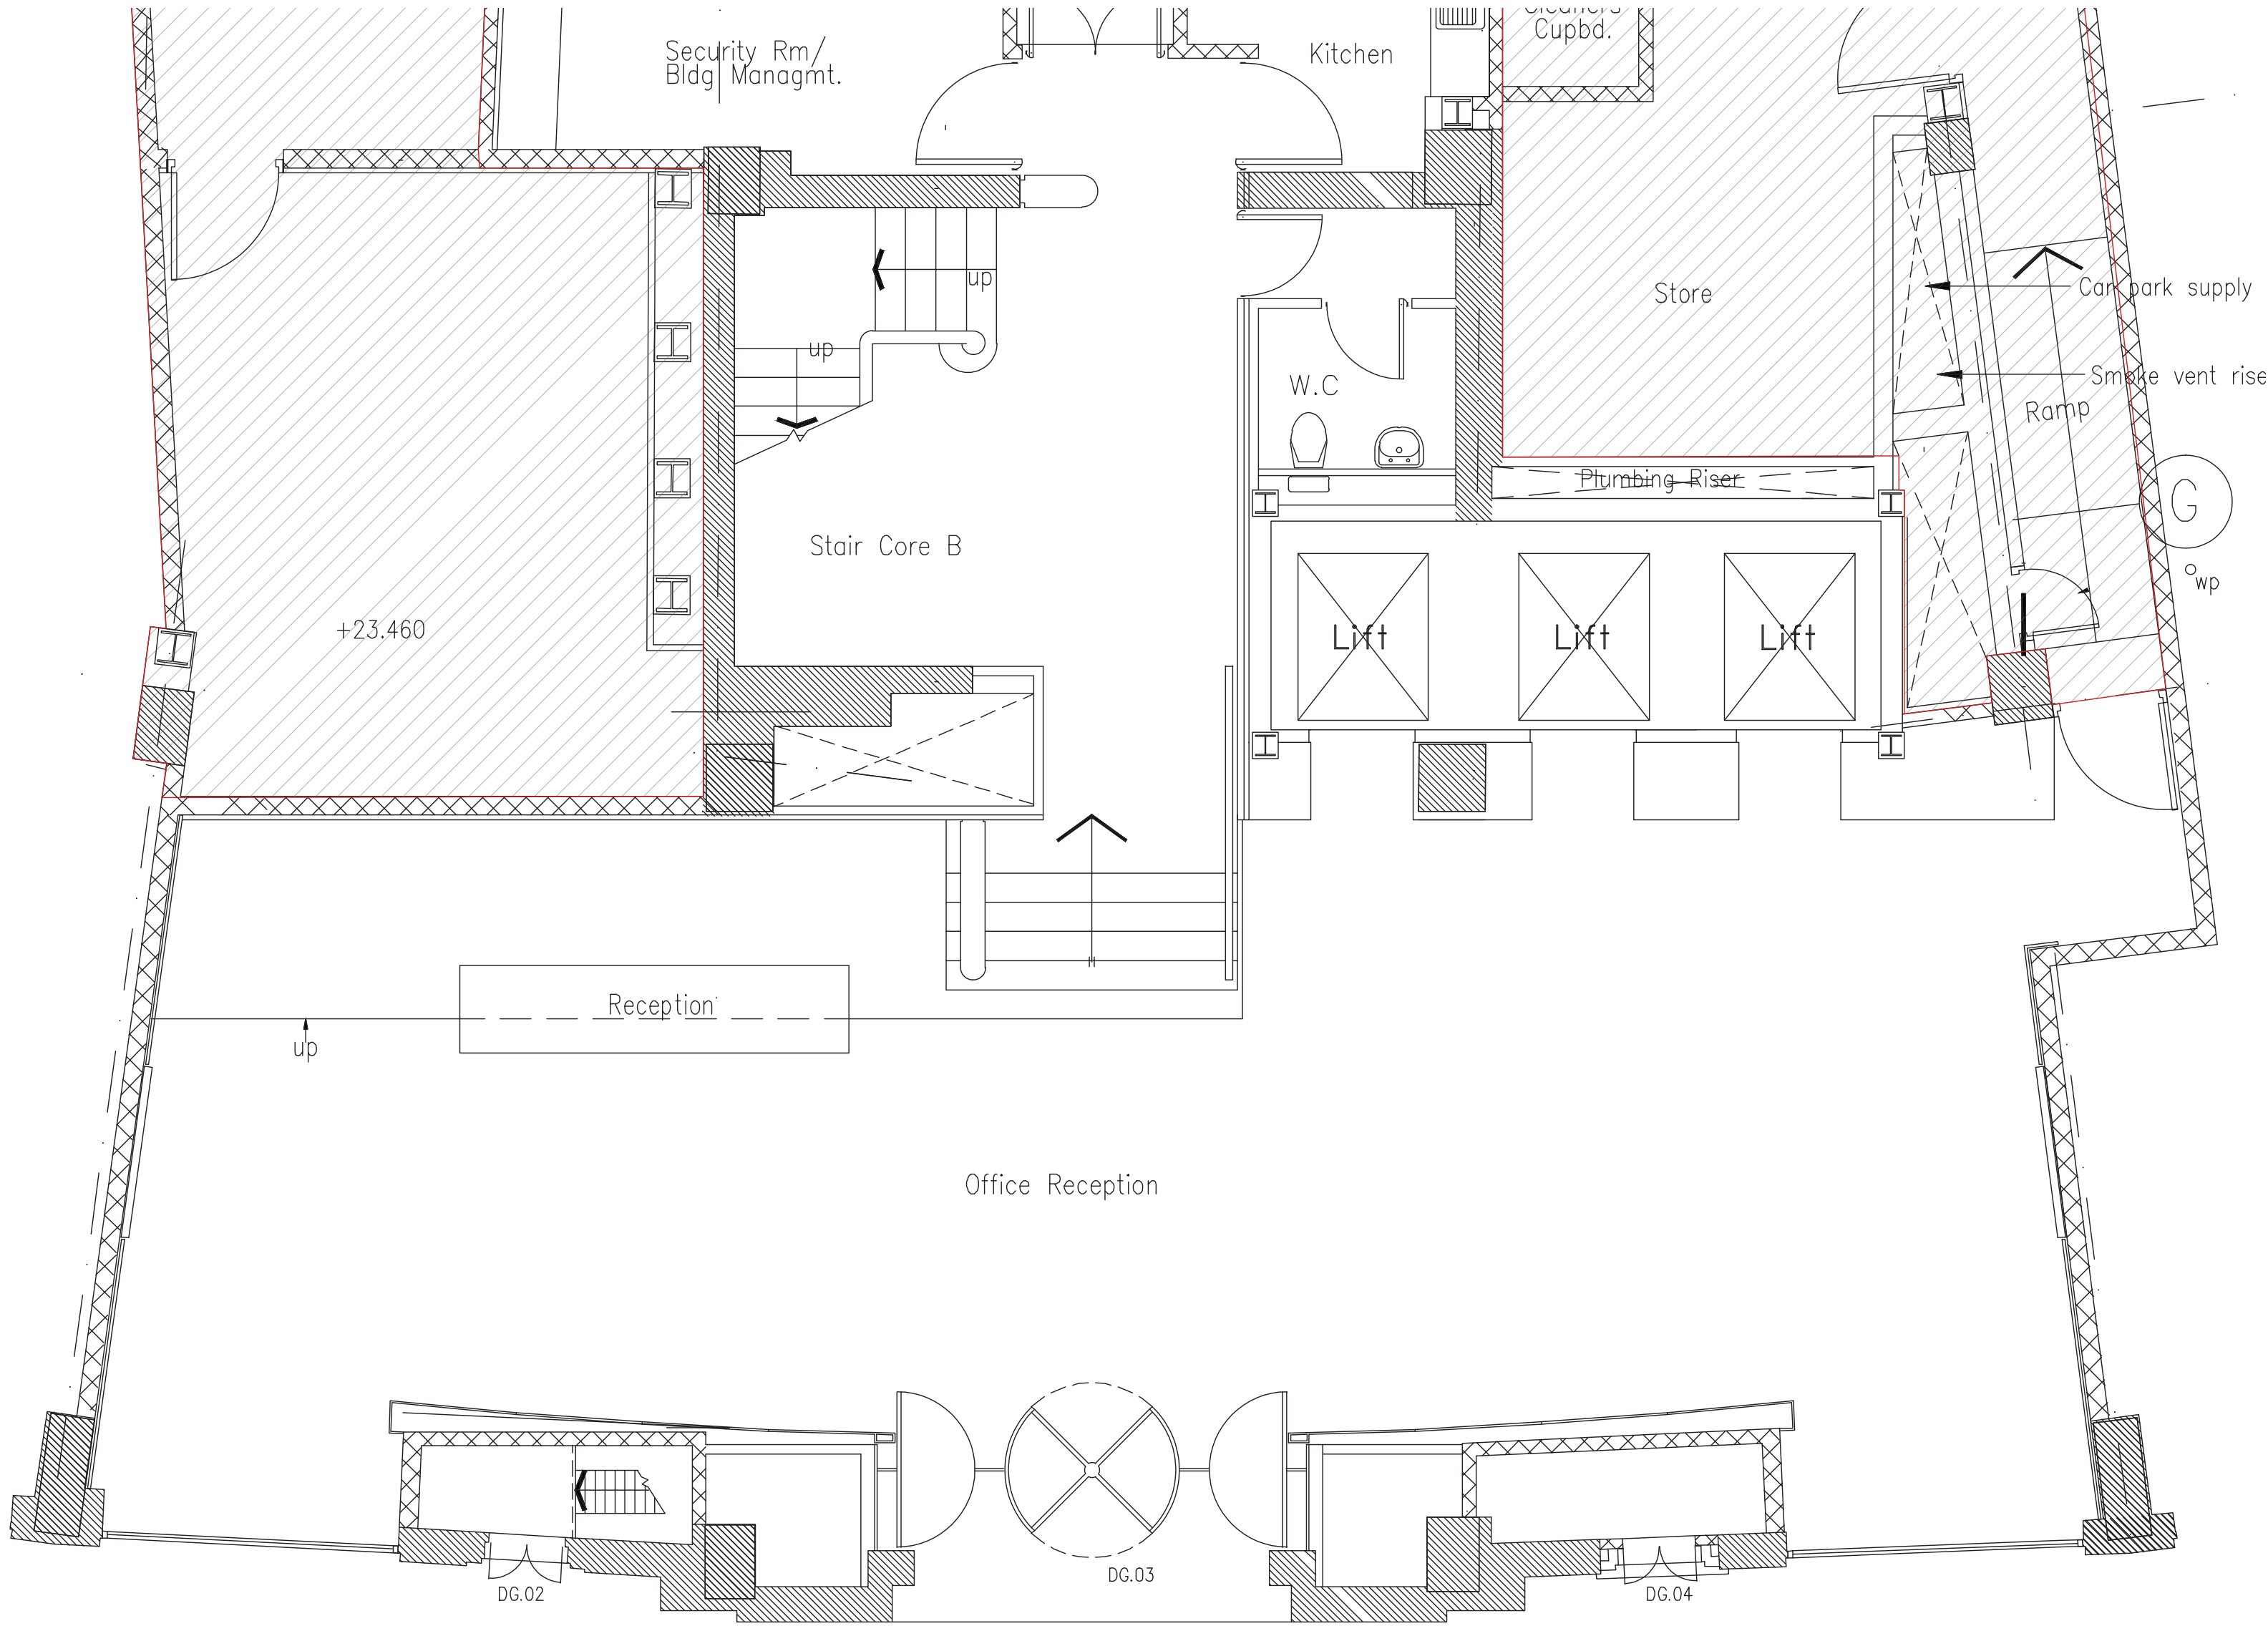 Cleaners
Cupbd.
Security Rm/
Bldg Managmt.
Kitchen
up
up
Store
Car park supply
Smoke vent rise
Ramp
W.C
Plumbing Riser
G
wp
Stair Core B
+23.460
Lift
Lift
Lift
Reception
up
Office Reception
DG.02
DG.03
DG.04